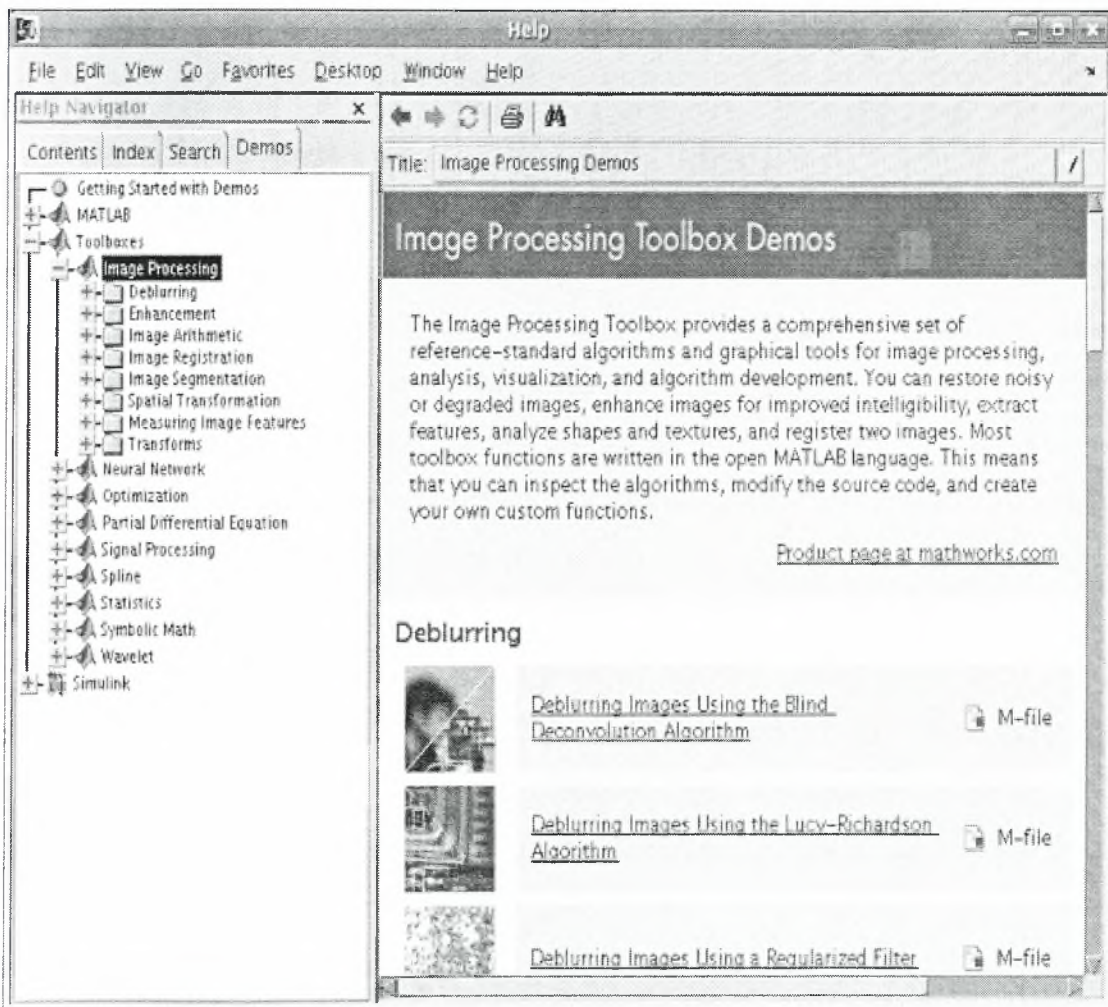 Help
File Edit View Go Favorites Desktop Window Help
Help Navigator x
Contents Index Search Demos
Getting Started with Demos
MATLAB
Toolboxes
Image Processing
Deblurring
Enhancement
Image Arithmetic
Image Registration
Image Segmentation
Spatial Transformation
Measuring Image Features
Transforms
Neural Network
Optimization
Partial Differential Equation
Signal Processing
Spline
Statistics
Symbolic Math
Wavelet
Simulink
Title: Image Processing Demos
Image Processing Toolbox Demos
The Image Processing Toolbox provides a comprehensive set of
reference-standard algorithms and graphical tools for image processing,
analysis, visualization, and algorithm development. You can restore noisy
or degraded images, enhance images for improved intelligibility, extract
features, analyze shapes and textures, and register two images. Most
toolbox functions are written in the open MATLAB language. This means
that you can inspect the algorithms, modify the source code, and create
your own custom functions.
Product page at mathworks.com
Deblurring
Deblurring Images Using the Blind
Deconvolution Algorithm
M-file
Deblurring Images Using the Lucy-Richardson
Algorithm
M-file
Deblurring Images Using a Regularized Filter
M-file